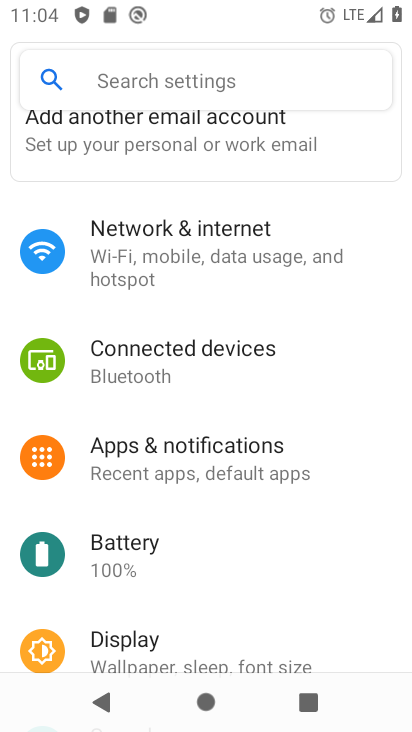 11:04
LTE
Search settings
Add another email account
Set up your personal or work email
Network & internet
Wi-Fi, mobile, data usage, and
hotspot
Connected devices
Bluetooth
Apps & notifications
Recent apps, default apps
Battery
100%
Display
Wallpaper, sleep, font size